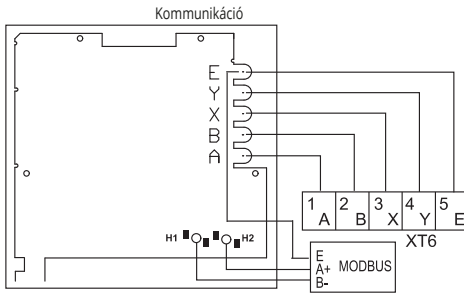 Kommunikáció
E
Y
X
B
A
1 A 2 B 3 X 4 Y 5 E
XT6
H1 H2
E
A+ MODBUS
B-